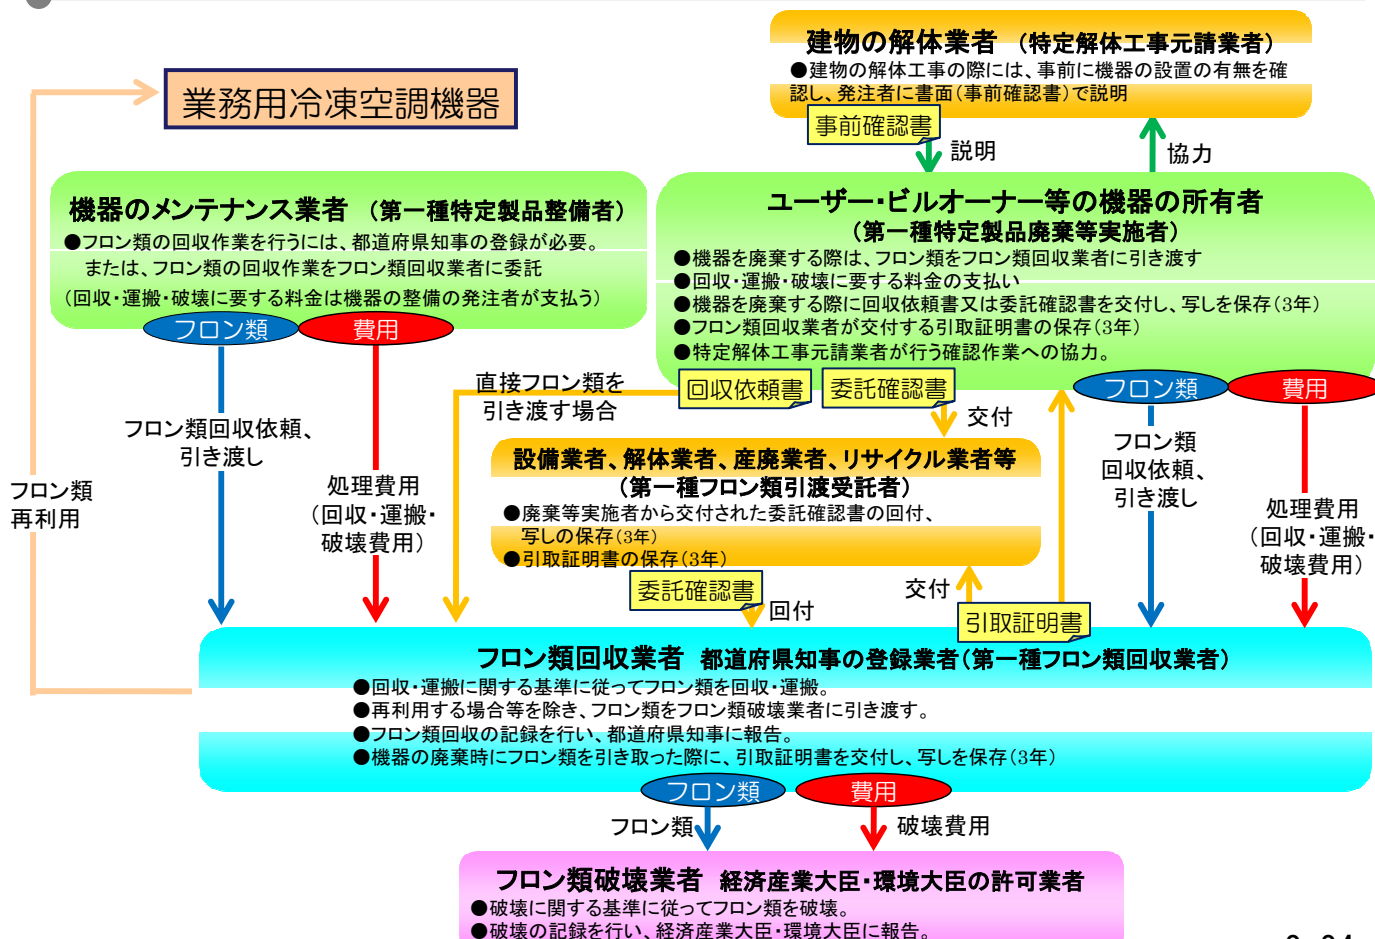 建物の解体業者 （特定解体工事元請業者）
●建物の解体工事の際には、事前に機器の設置の有無を確
認し、発注者に書面（事前確認書）で説明
業務用冷凍空調機器
事前確認書
説明
協力
機器のメンテナンス業者 （第一種特定製品整備者）
●フロン類の回収作業を行うには、都道府県知事の登録が必要。
または、フロン類の回収作業をフロン類回収業者に委託
（回収・運搬・破壊に要する料金は機器の整備の発注者が支払う）
フロン類
費用
ユーザー・ビルオーナー等の機器の所有者
（第一種特定製品廃棄等実施者）
●機器を廃棄する際は、フロン類をフロン類回収業者に引き渡す
●回収・運搬・破壊に要する料金の支払い
●機器を廃棄する際に回収依頼書又は委託確認書を交付し、写しを保存（3年）
●フロン類回収業者が交付する引取証明書の保存（3年）
●特定解体工事元請業者が行う確認作業への協力。
直接フロン類を
引き渡す場合
回収依頼書
委託確認書
交付
フロン類
費用
フロン類回収依頼、
引き渡し
処理費用
（回収・運搬・
破壊費用）
フロン類
再利用
設備業者、解体業者、産廃業者、リサイクル業者等
（第一種フロン類引渡受託者）
●廃棄等実施者から交付された委託確認書の回付、
写しの保存（3年）
●引取証明書の保存（3年）
フロン類
回収依頼、
引き渡し
処理費用
（回収・運搬・
破壊費用）
委託確認書
回付
交付
引取証明書
フロン類回収業者 都道府県知事の登録業者（第一種フロン類回収業者）
●回収・運搬に関する基準に従ってフロン類を回収・運搬。
●再利用する場合等を除き、フロン類をフロン類破壊業者に引き渡す。
●フロン類回収の記録を行い、都道府県知事に報告。
●機器の廃棄時にフロン類を引き取った際に、引取証明書を交付し、写しを保存（3年）
フロン類
費用
フロン類
破壊費用
フロン類破壊業者 経済産業大臣・環境大臣の許可業者
●破壊に関する基準に従ってフロン類を破壊。
●破壊の記録を行い、経済産業大臣・環境大臣に報告。